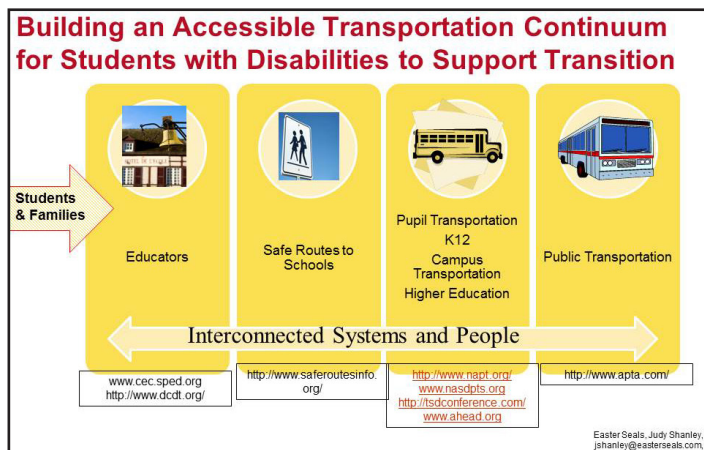 Building an Accessible Transportation Continuum
for Students with Disabilities to Support Transition
HOTEL DE L'ECOLE
Students
& Families
Educators
Safe Routes to
Schools
Pupil Transportation
K12
Campus
Transportation
Higher Education
Public Transportation
Interconnected Systems and People
www.cec.sped.org
http://www.dcdt.org/
http://www.saferoutesinfo.
org/
http://www.napt.org/
www.nasdpts.org
http://tsdconference.com/
www.ahead.org
http://www.apta.com/
Easter Seals, Judy Shanley,
jshanley@easterseals.com,